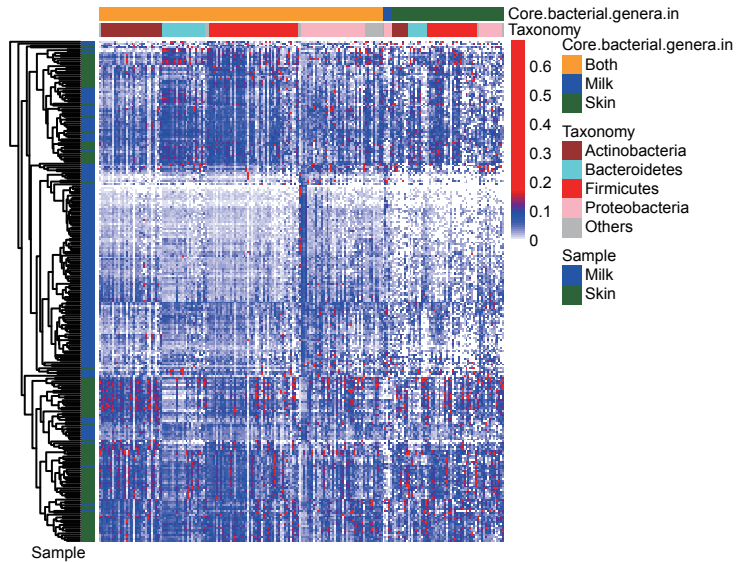 Core.bacterial.genera.in
Taxonomy
0.6
0.5
0.4
0.3
0.2
0.1
0
Core.bacterial.genera.in
Both
Milk
Skin
Taxonomy
Actinobacteria
Bacteroidetes
Firmicutes
Proteobacteria
Others
Sample
Milk
Skin
Sample